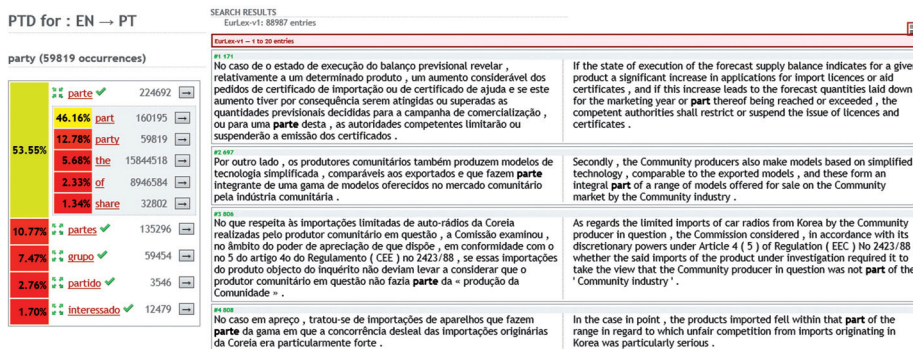 PTD for : EN → PT
party (59819 occurrences)
53.55%
parte 224692
46.16% part 160195
12.78% party 59819
5.68% the 15844518
2.33% of 8946584
1.34% share 32802
10.77% partes 135296
7.47% grupo 59454
2.76% partido 3546
1.70% interessado 12479
SEARCH RESULTS
EurLex-v1: 88987 entries
EurLex-v1 — 1 to 20 entries
#1 171
No caso de o estado de execução do balanço previsional revelar ,
relativamente a um determinado produto , um aumento considerável dos
pedidos de certificado de importação ou de certificado de ajuda e se este
aumento tiver por consequência serem atingidas ou superadas as
quantidades previsionais decididas para a campanha de comercialização ,
ou para uma parte desta , as autoridades competentes limitarão ou
suspenderão a emissão dos certificados .
If the state of execution of the forecast supply balance indicates for a give
product a significant increase in applications for import licences or aid
certificates , and if this increase leads to the forecast quantities laid down
for the marketing year or part thereof being reached or exceeded , the
competent authorities shall restrict or suspend the issue of licences and
certificates .
#2 697
Por outro lado , os produtores comunitários também produzem modelos de
tecnologia simplificada , comparáveis aos exportados e que fazem parte
integrante de uma gama de modelos oferecidos no mercado comunitário
pela indústria comunitária .
Secondly , the Community producers also make models based on simplified
technology , comparable to the exported models , and these form an
integral part of a range of models offered for sale on the Community
market by the Community industry .
#3 806
No que respeita às importações limitadas de auto-rádios da Coreia
realizadas pelo produtor comunitário em questão , a Comissão examinou ,
no âmbito do poder de apreciação de que dispõe , em conformidade com o
no 5 do artigo 4o do Regulamento ( CEE ) No 2423/88 , se essas importações
do produto objecto do inquérito não deviam levar a considerar que o
produtor comunitário em questão não fazia parte da « produção da
Comunidade » .
As regards the limited imports of car radios from Korea by the Community
producer in question , the Commission considered , in accordance with its
discretionary powers under Article 4 ( 5 ) of Regulation ( EEC ) No 2423/88
whether the said imports of the product under investigation required it to
take the view that the Community producer in question was not part of the
' Community industry ' .
#4 808
No caso em apreço , tratou-se de importações de aparelhos que fazem
parte da gama em que a concorrência desleal das importações originárias
da Coreia era particularmente forte .
In the case in point , the products imported fell within that part of the
range in regard to which unfair competition from imports originating in
Korea was particularly serious .